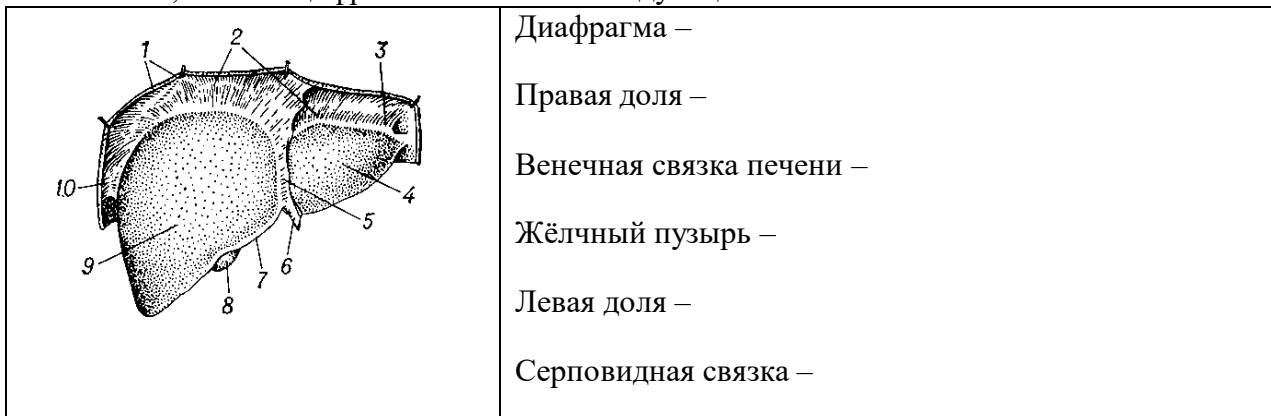 Диафрагма –
Правая доля –
Венечная связка печени –
Жёлчный пузырь –
Левая доля –
Серповидная связка –
1
2
3
10
4
5
9
7
6
8